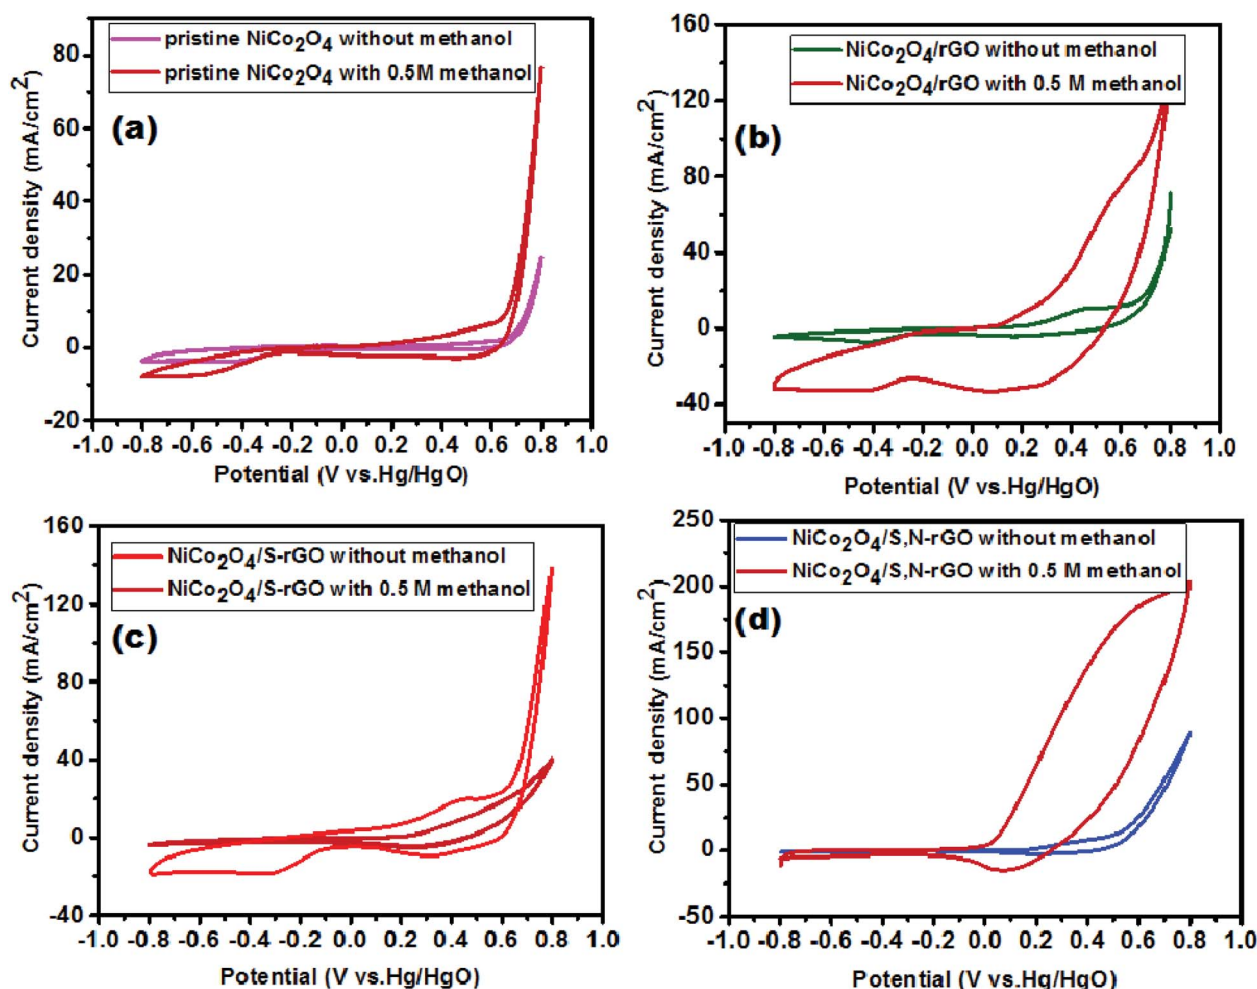 (a)
pristine NiCo2O4 without methanol
pristine NiCo2O4 with 0.5M methanol
Current density (mA/cm2)
80
60
40
20
0
-20
-1.0 -0.8 -0.6 -0.4 -0.2 0.0 0.2 0.4 0.6 0.8 1.0
Potential (V vs.Hg/HgO)
(b)
NiCo2O4/rGO without methanol
NiCo2O4/rGO with 0.5 M methanol
Current density (mA/cm2)
160
120
80
40
0
-40
-1.0 -0.8 -0.6 -0.4 -0.2 0.0 0.2 0.4 0.6 0.8 1.0
Potential (V vs.Hg/HgO)
(c)
NiCo2O4/S-rGO without methanol
NiCo2O4/S-rGO with 0.5 M methanol
Current density (mA/cm2)
160
120
80
40
0
-40
-1.0 -0.8 -0.6 -0.4 -0.2 0.0 0.2 0.4 0.6 0.8 1.0
Potential (V vs.Hg/HgO)
(d)
NiCo2O4/S,N-rGO without methanol
NiCo2O4/S,N-rGO with 0.5 M methanol
Current density (mA/cm2)
250
200
150
100
50
0
-50
-1.0 -0.8 -0.6 -0.4 -0.2 0.0 0.2 0.4 0.6 0.8 1.0
Potential (V vs.Hg/HgO)